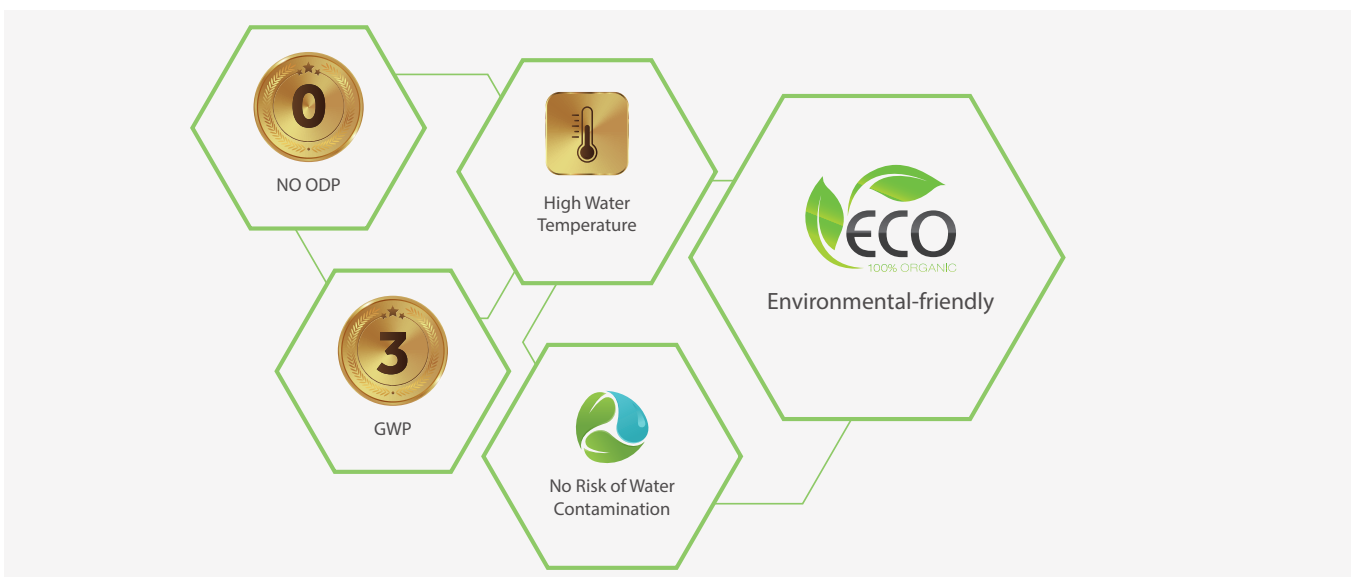 0
NO ODP
High Water
Temperature
ECO
100% ORGANIC
Environmental-friendly
3
GWP
No Risk of Water
Contamination